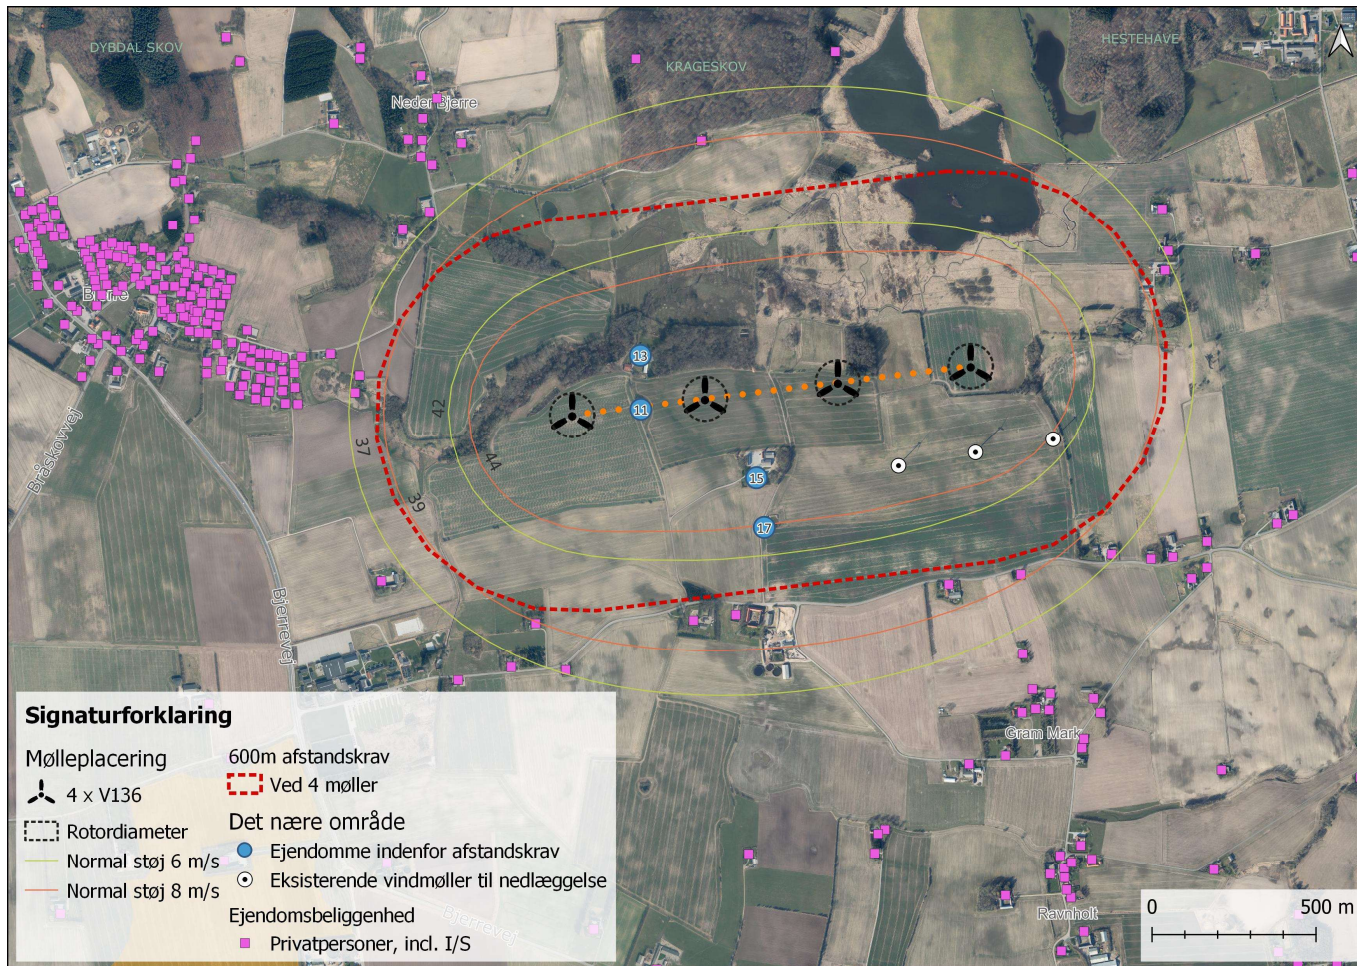 DYBDAL SKOV
HESTEHAVE
KRAGESKOV
Neder Bjerre
Bjerre
13
11
42
37
44
39
15
17
Bråskovvej
Bjerrevej
Gram Mark
Ravnholt
Bjerrevej
Signaturforklaring
Mølleplacering
4 x V136
Rotordiameter
Normal støj 6 m/s
Normal støj 8 m/s
600m afstandskrav
Ved 4 møller
Det nære område
Ejendomme indenfor afstandskrav
Eksisterende vindmøller til nedlæggelse
Ejendomsbeliggenhed
Privatpersoner, incl. I/S
0 500 m